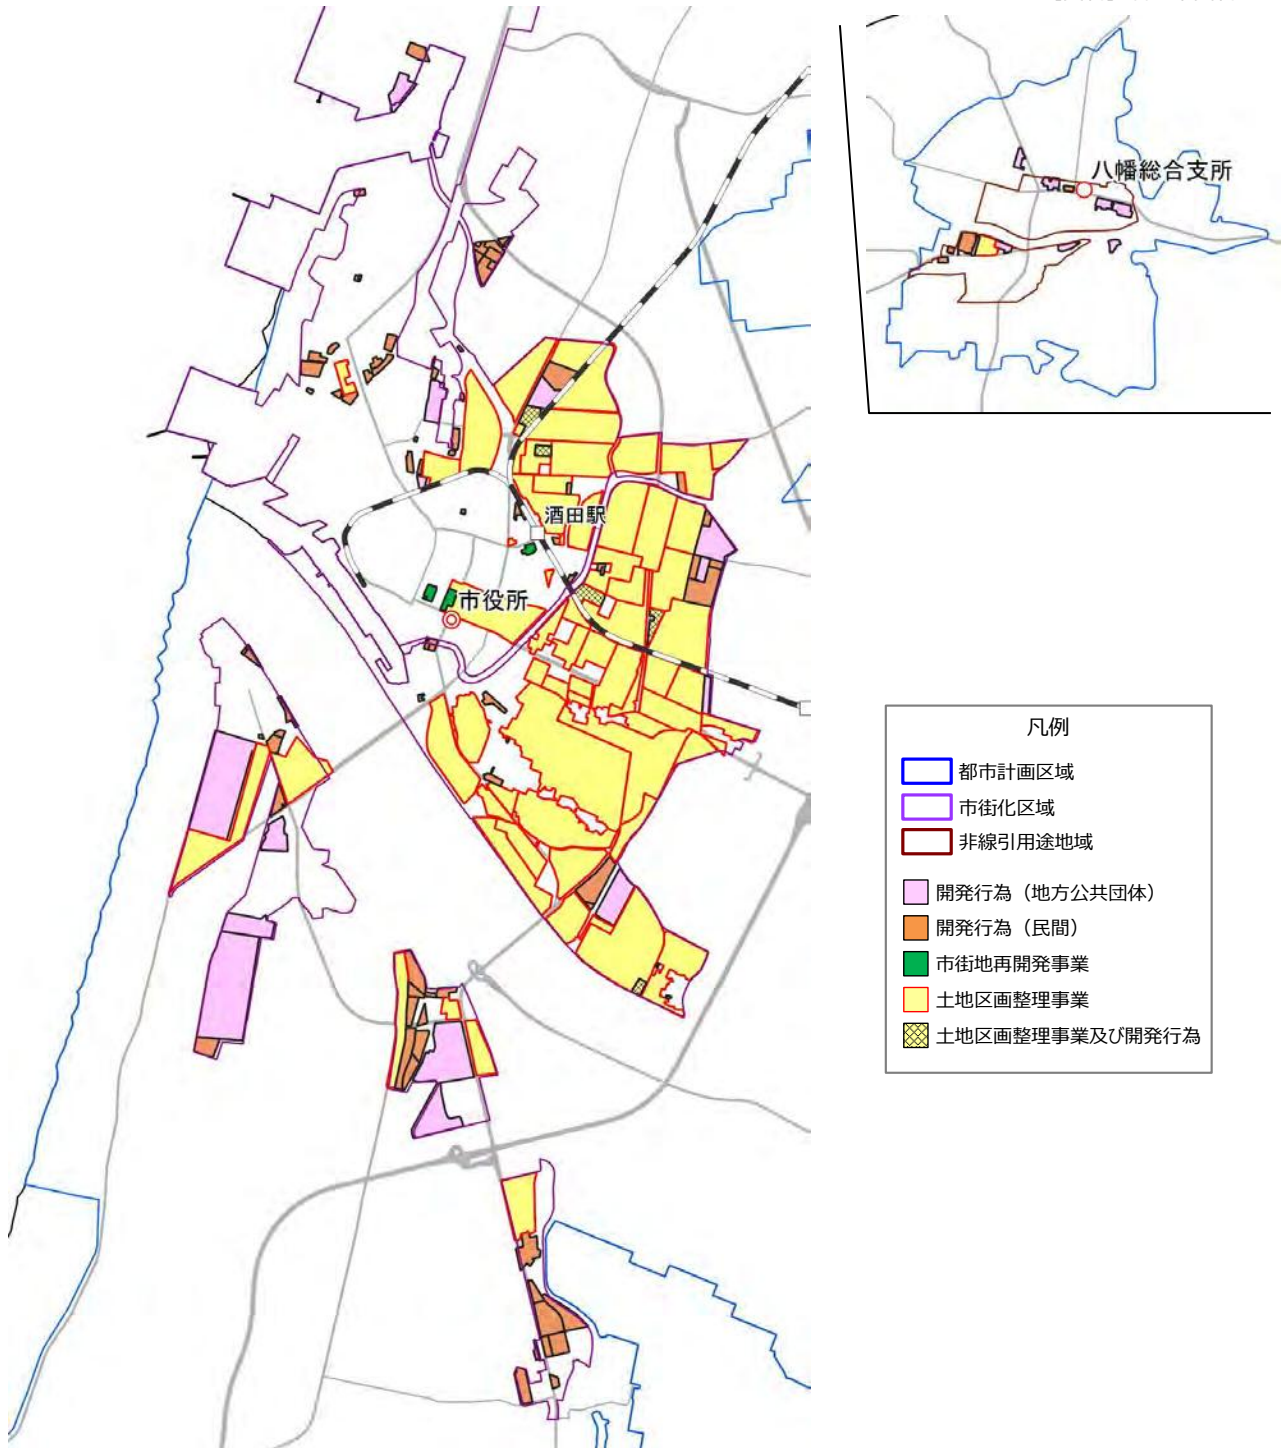 八幡総合支所
酒田駅
市役所
凡例
都市計画区域
市街化区域
非線引用途地域
開発行為（地方公共団体）
開発行為（民間）
市街地再開発事業
土地区画整理事業
土地区画整理事業及び開発行為